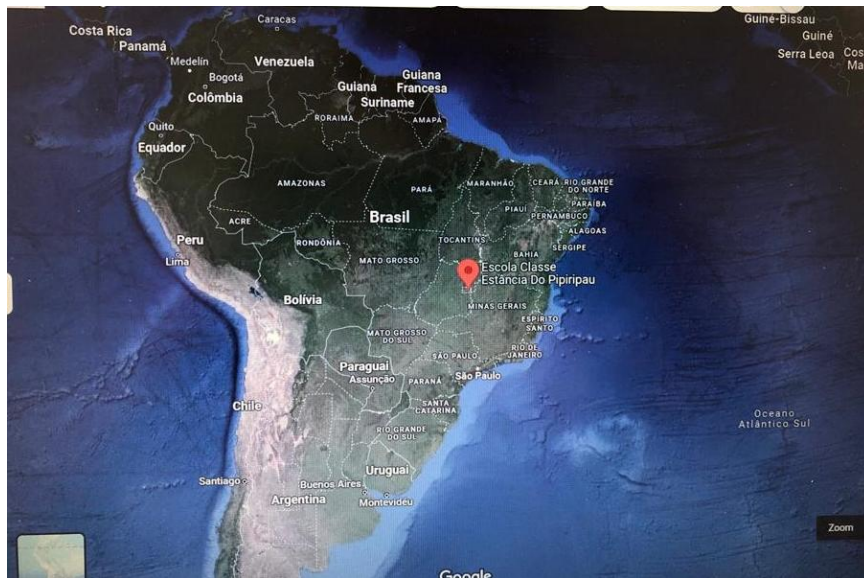 Costa Rica
Caracas
Guiné-Bissau
Panamá
Guiné
Medelín
Venezuela
Serra Leoa
Bogotá
Guiana
Guiana
Francesa
Colômbia
Suriname
RORAIMA
AMAPÁ
Quito
Equador
AMAZONAS
PARÁ
MARANHÃO
CEARÁ
RIO GRANDE
DO NORTE
PARAÍBA
PIAUÍ
PERNAMBUCO
ACRE
Brasil
ALAGOAS
SERGIPE
Peru
RONDÔNIA
TOCANTINS
BAHIA
Lima
MATO GROSSO
Escola Classe
Estância Do Pipiripau
Bolívia
MINAS GERAIS
ESPÍRITO
SANTO
MATO GROSSO
DO SUL
RIO DE
JANEIRO
SÃO PAULO
Paraguai
Assunção
PARANÁ
São Paulo
Chile
SANTA
CATARINA
Oceano
Atlântico Sul
RIO GRANDE
DO SUL
Uruguai
Santiago
Buenos Aires
Argentina
Montevidéu
Zoom
Google